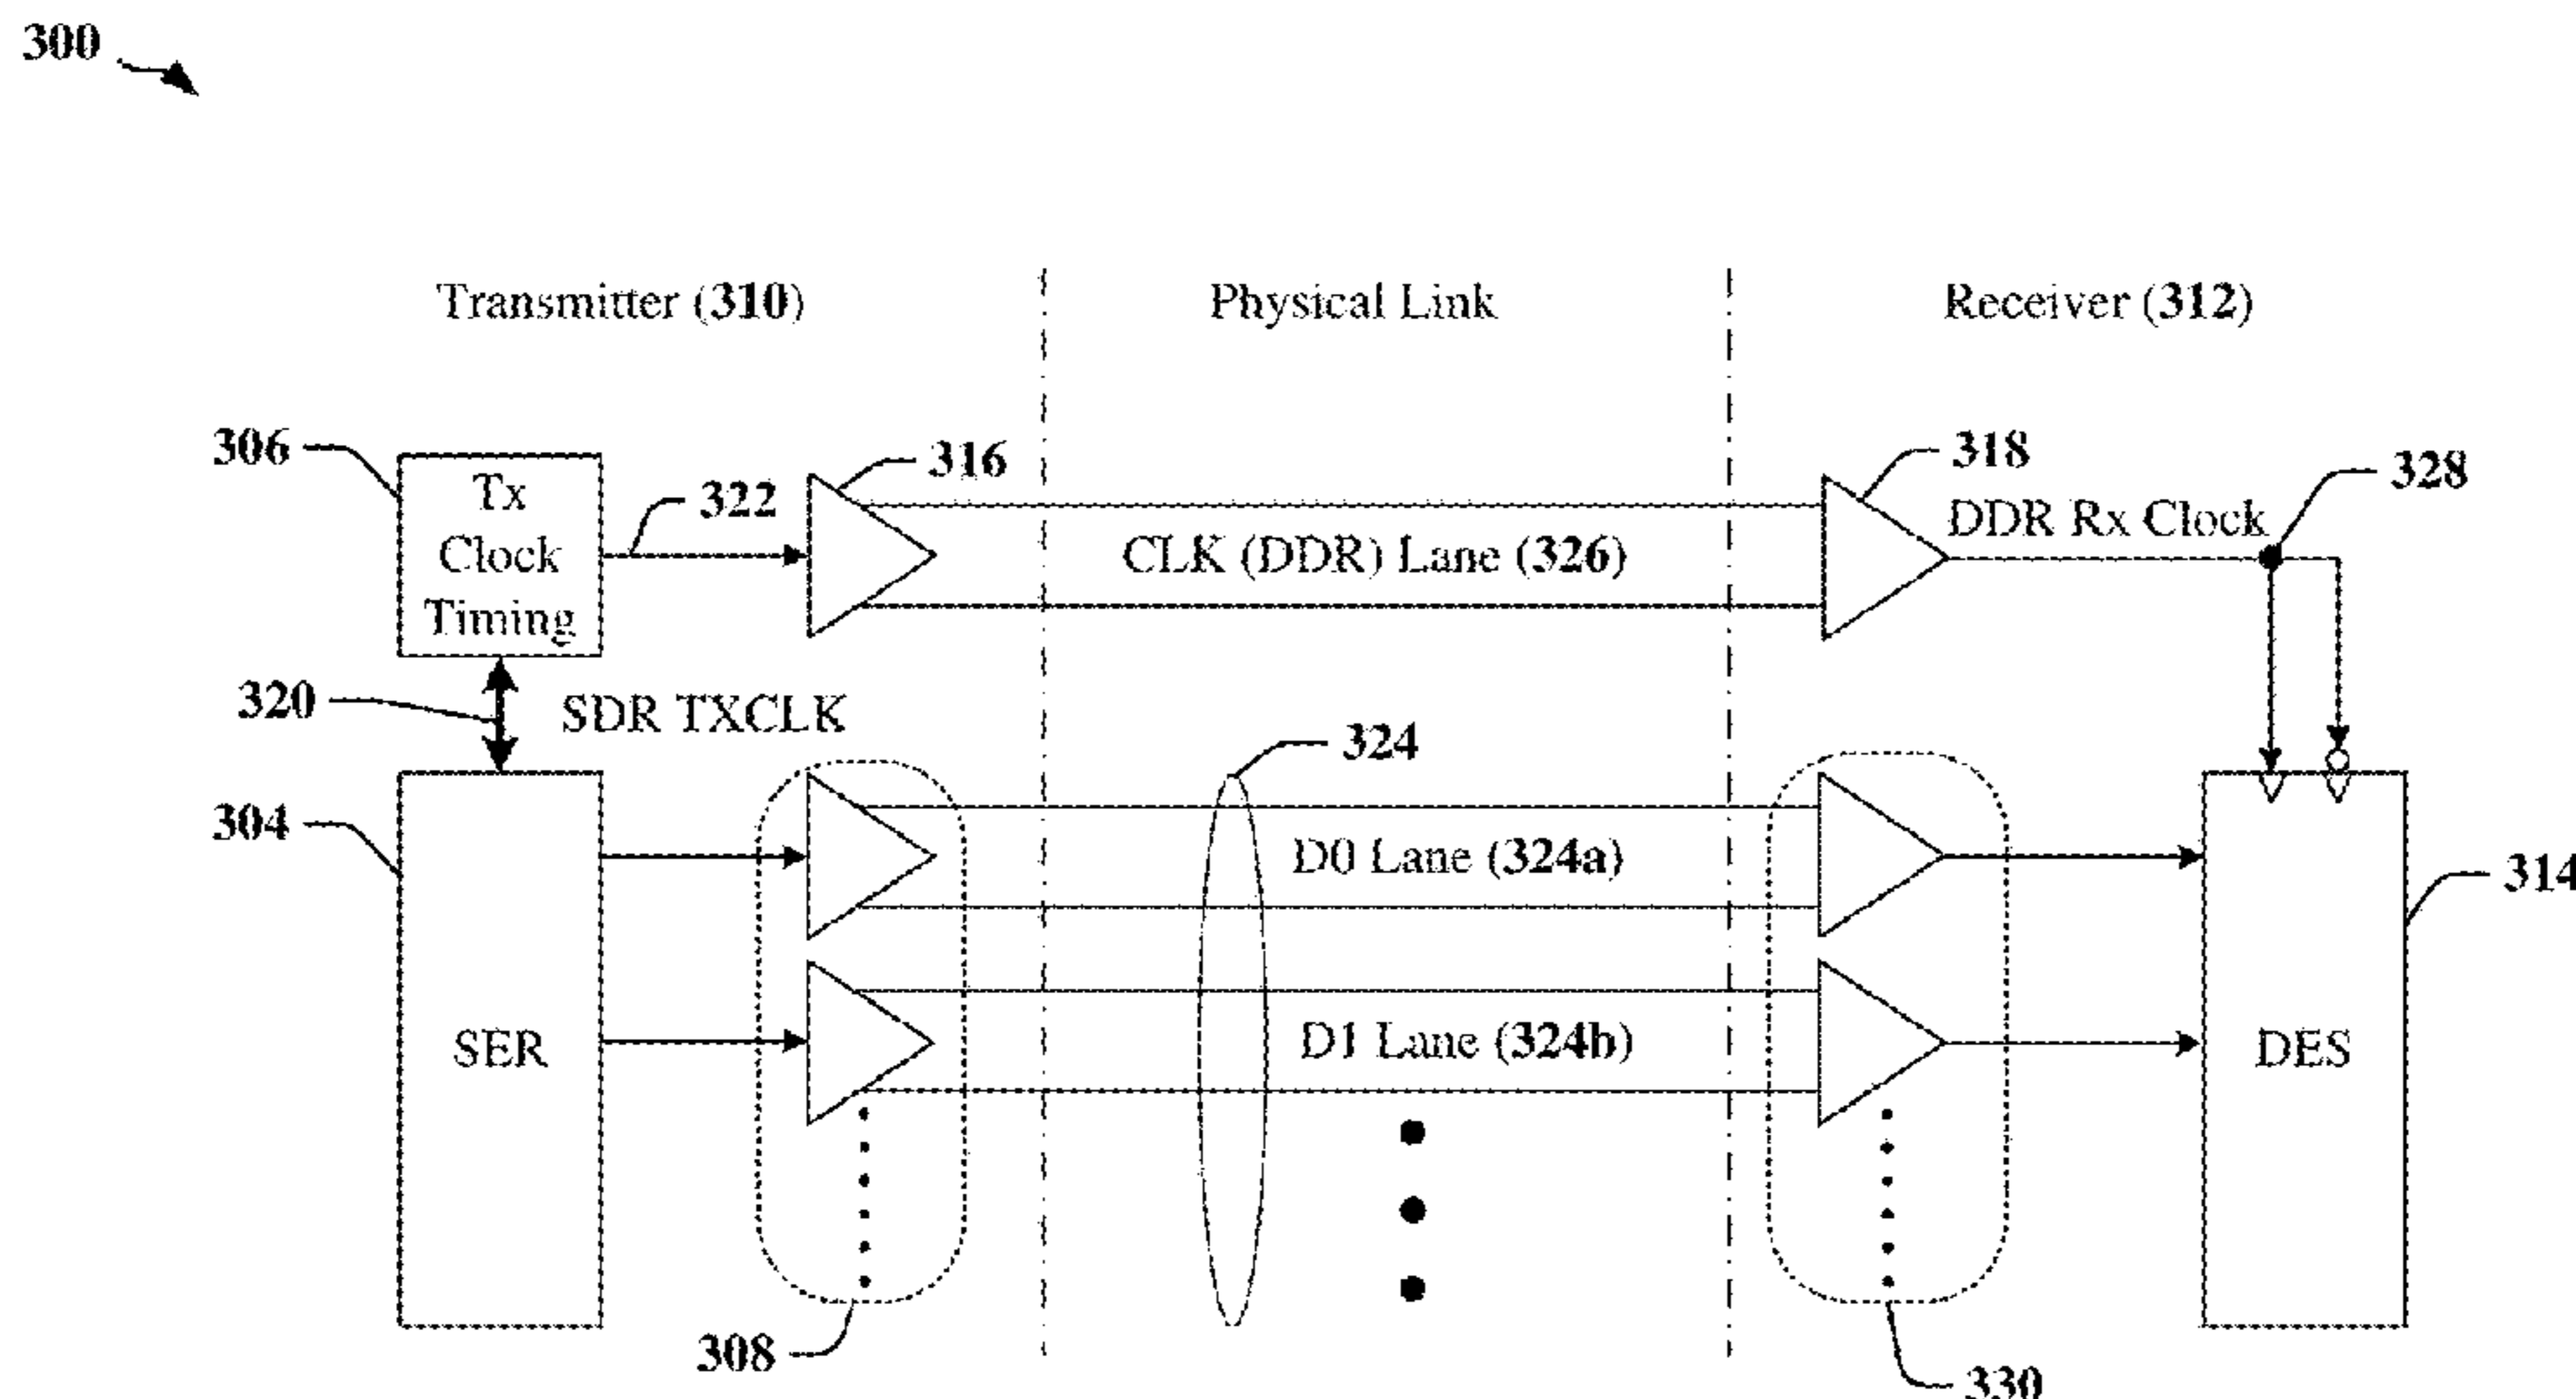 300
Transmitter (310)
Physical Link
Receiver (312)
306
Tx
Clock
Timing
322
316
CLK (DDR) Lane (326)
318
DDR Rx Clock
328
320
SDR TXCLK
324
304
SER
D0 Lane (324a)
D1 Lane (324b)
314
DES
308
330